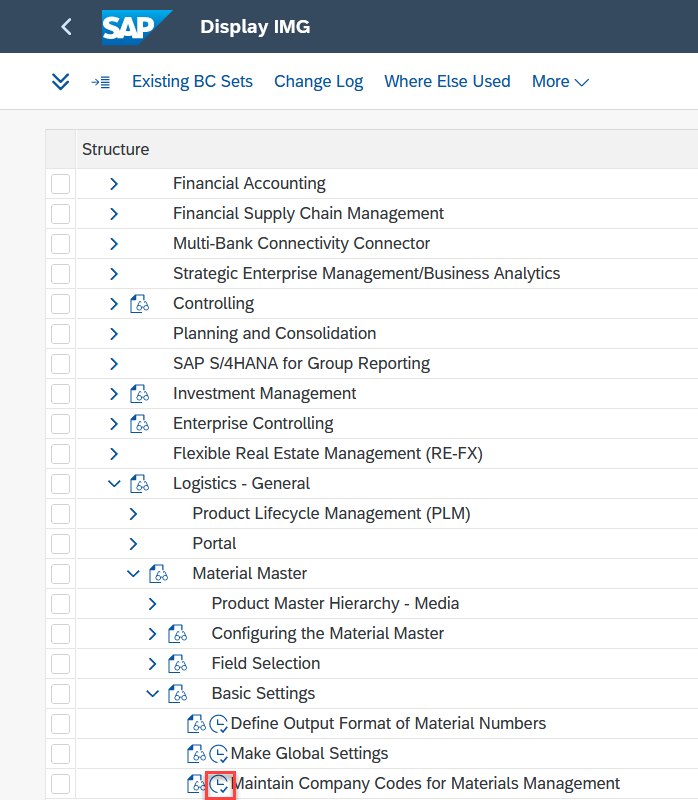 SAP Display IMG
Existing BC Sets Change Log Where Else Used More
Structure
Financial Accounting
Financial Supply Chain Management
Multi-Bank Connectivity Connector
Strategic Enterprise Management/Business Analytics
Controlling
Planning and Consolidation
SAP S/4HANA for Group Reporting
Investment Management
Enterprise Controlling
Flexible Real Estate Management (RE-FX)
Logistics - General
Product Lifecycle Management (PLM)
Portal
Material Master
Product Master Hierarchy - Media
Configuring the Material Master
Field Selection
Basic Settings
Define Output Format of Material Numbers
Make Global Settings
Maintain Company Codes for Materials Management